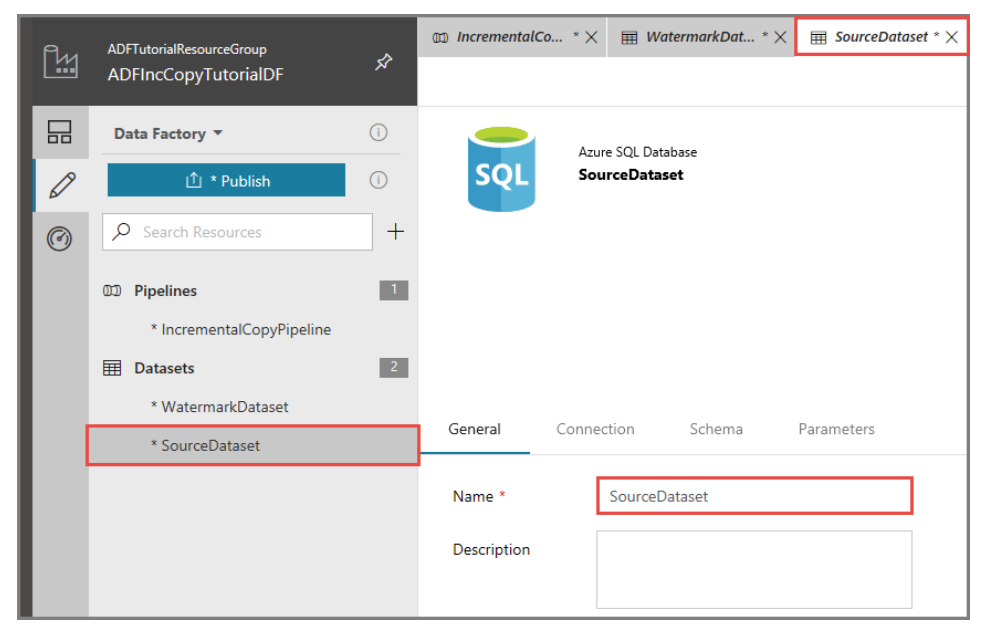 ADFTutorialResourceGroup
ADFIncCopyTutorialDF
IncrementalCo... *
WatermarkDat... *
SourceDataset *
Data Factory
* Publish
Search Resources
Pipelines 1
* IncrementalCopyPipeline
Datasets 2
* WatermarkDataset
* SourceDataset
SQL
Azure SQL Database
SourceDataset
General Connection Schema Parameters
Name * SourceDataset
Description